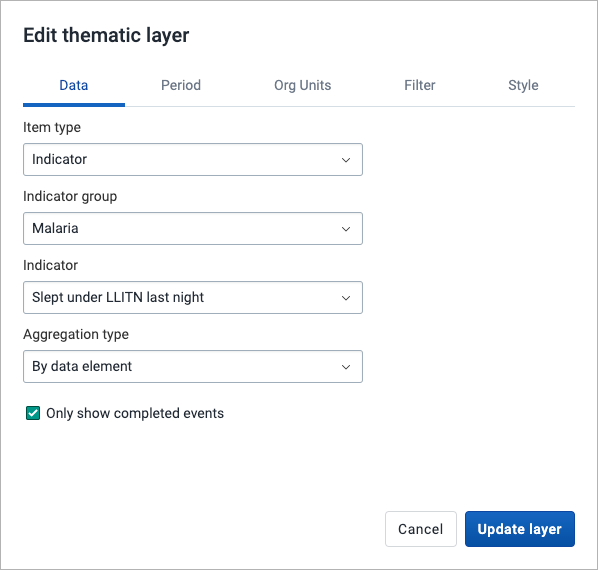 Edit thematic layer
Data Period Org Units Filter Style
Item type
Indicator
Indicator group
Malaria
Indicator
Slept under LLITN last night
Aggregation type
By data element
Only show completed events
Cancel Update layer